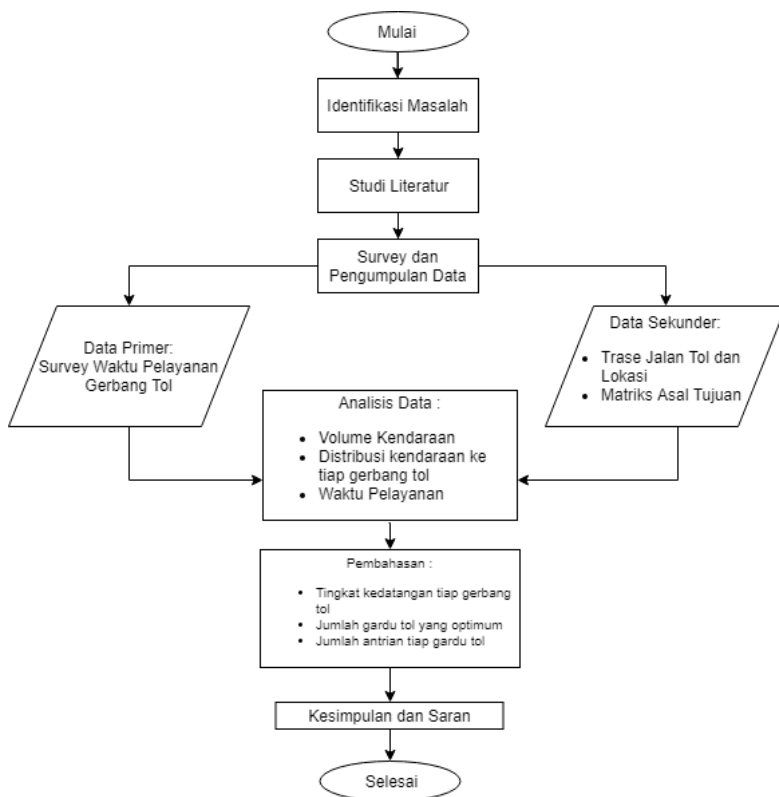 Mulai
Identifikasi Masalah
Studi Literatur
Survey dan
Pengumpulan Data
Data Primer:
Survey Waktu Pelayanan
Gerbang Tol
Data Sekunder:
• Trase Jalan Tol dan
Lokasi
• Matriks Asal Tujuan
Analisis Data :
• Volume Kendaraan
• Distribusi kendaraan ke
tiap gerbang tol
• Waktu Pelayanan
Pembahasan :
• Tingkat kedatangan tiap gerbang
tol
• Jumlah gardu tol yang optimum
• Jumlah antrian tiap gardu tol
Kesimpulan dan Saran
Selesai